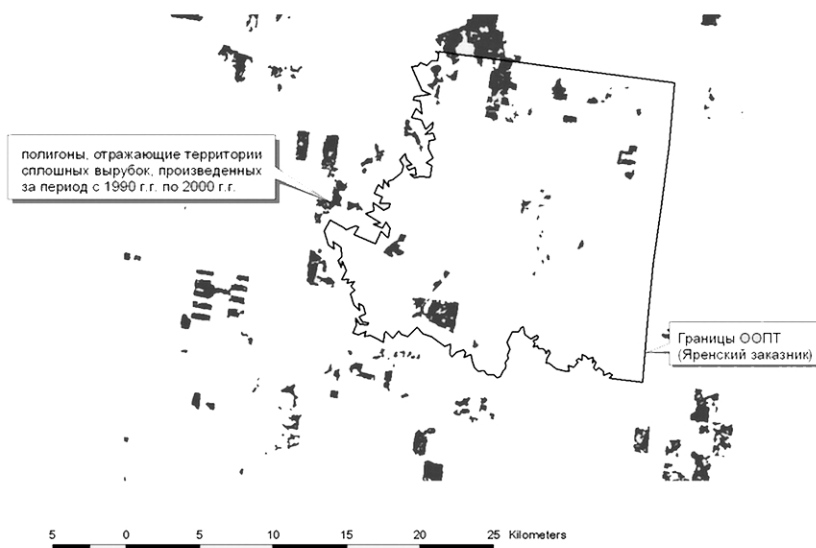 полигоны, отражающие территории
сплошных вырубок, произведенных
за период с 1990 г.г. по 2000 г.г.
Границы ООПТ
(Яренский заказник)
5 0 5 10 15 20 25 Kilometers